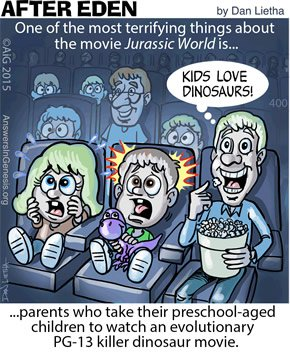 AFTER EDEN
by Dan Lietha
One of the most terrifying things about
the movie Jurassic World is...
©AiG 2015
AnswersInGenesis.org
KIDS LOVE
DINOSAURS!
400
...parents who take their preschool-aged
children to watch an evolutionary
PG-13 killer dinosaur movie.